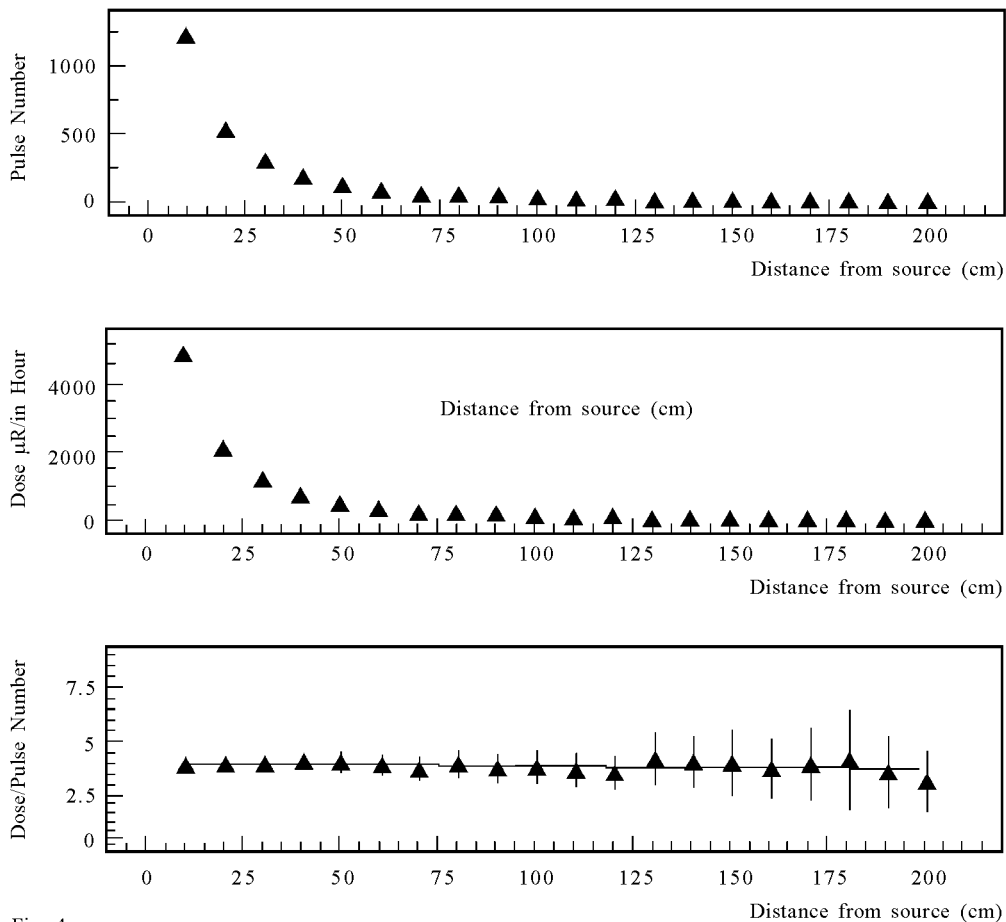 Pulse Number
1000
500
0
0 25 50 75 100 125 150 175 200
Distance from source (cm)
Dose μR/in Hour
4000
2000
0
Distance from source (cm)
0 25 50 75 100 125 150 175 200
Distance from source (cm)
Dose/Pulse Number
7.5
5
2.5
0
0 25 50 75 100 125 150 175 200
Distance from source (cm)